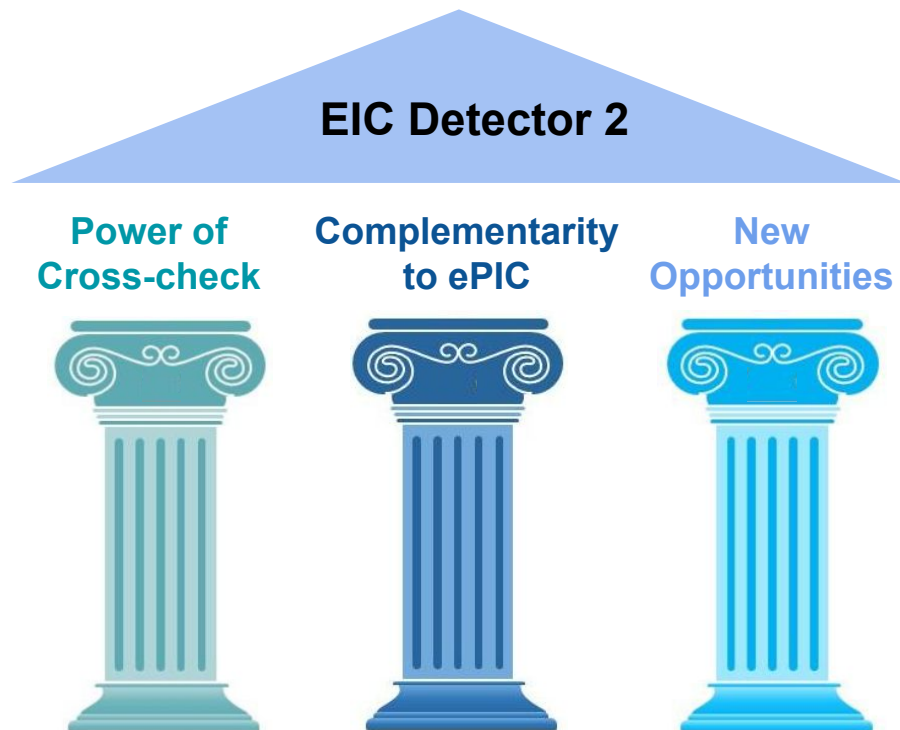 EIC Detector 2
Power of
Cross-check
Complementarity
to ePIC
New
Opportunities